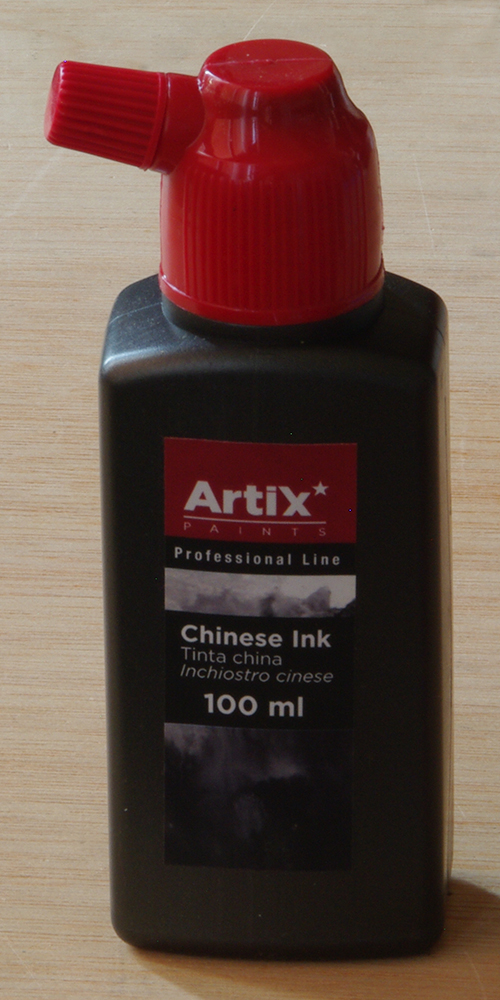 Artix
PAINTS
Professional Line
Chinese Ink
Tinta china
Inchiostro cinese
100 ml